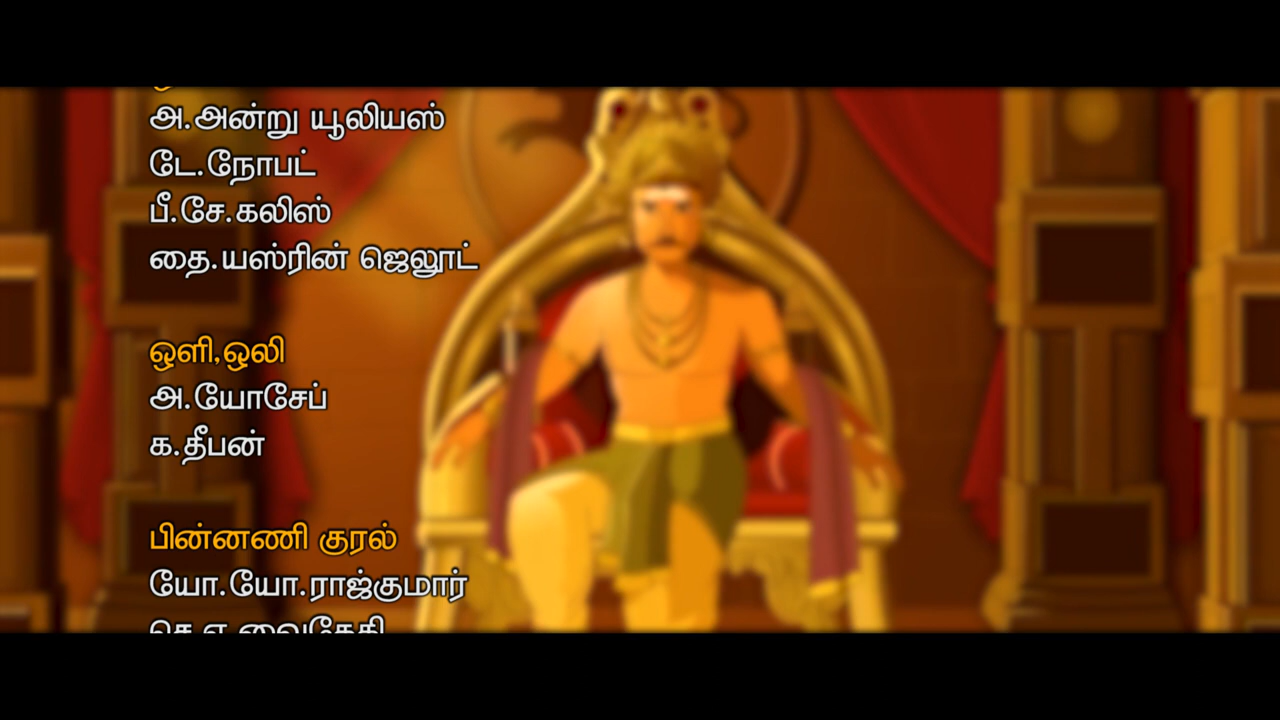 அ.அன்று யூலியஸ்
டே.நோபட்
பீ.சே.கலிஸ்
தை.யஸ்ரின் ஜெலூட்
ஒளி,ஒலி
அ.யோசேப்
க.தீபன்
பின்னணி குரல்
யோ.யோ.ராஜ்குமார்